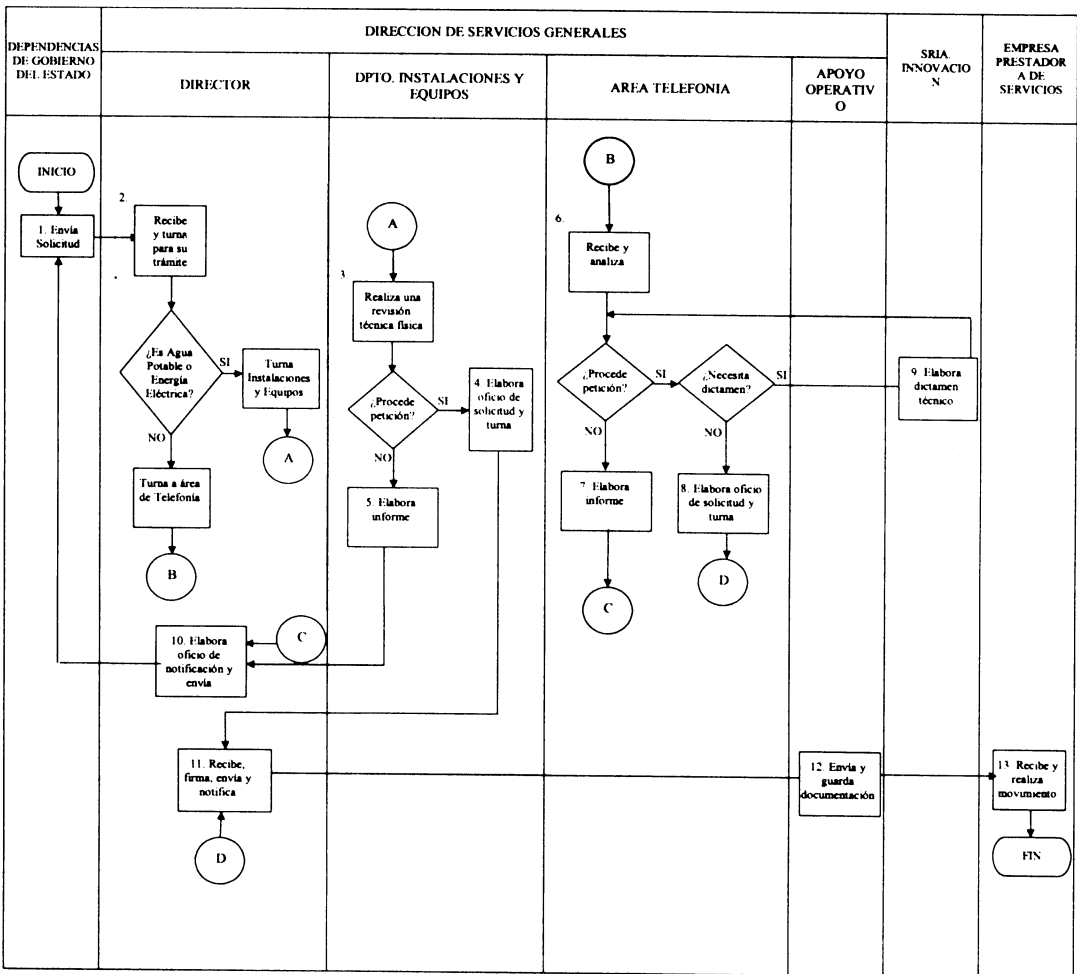 DEPENDENCIAS
DE GOBIERNO
DEL ESTADO
DIRECCION DE SERVICIOS GENERALES
DIRECTOR
DPTO. INSTALACIONES Y
EQUIPOS
AREA TELEFONIA
APOYO
OPERATIV
O
SRIA.
INNOVACIO
N
EMPRESA
PRESTADOR
A DE
SERVICIOS
INICIO
1. Envía
Solicitud
2.
Recibe
y turna
para su
trámite
¿Es Agua
Potable o
Energía
Eléctrica?
SI
Turna
Instalaciones
y Equipos
A
NO
Turna a área
de Telefonía
B
A
3
Realiza una
revisión
técnica física
¿Procede
petición?
SI
4. Elabora
oficio de
solicitud y
turna
NO
5. Elabora
informe
B
6.
Recibe y
analiza
¿Procede
petición?
SI
¿Necesita
dictamen?
SI
9. Elabora
dictamen
técnico
NO
7. Elabora
informe
C
NO
8. Elabora oficio
de solicitud y
turna
D
10. Elabora
oficio de
notificación y
envía
C
11. Recibe,
firma, envía y
notifica
D
12. Envía y
guarda
documentación
13. Recibe y
realiza
movimiento
FIN